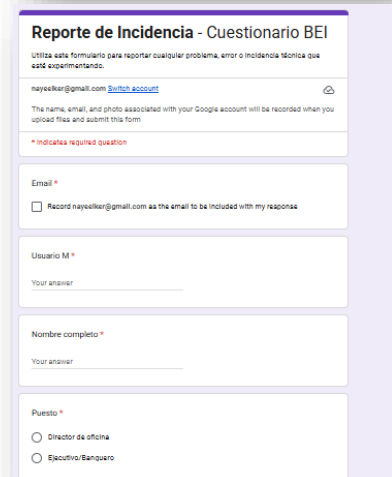 Reporte de Incidencia - Cuestionario BEI
Utiliza este formulario para reportar cualquier problema, error o incidencia técnica que
esté experimentando.
nayeelker@gmail.com Switch account
The name, email, and photo associated with your Google account will be recorded when you
upload files and submit this form
* Indicates required question
Email *
Record nayeelker@gmail.com as the email to be included with my response
Usuario M *
Your answer
Nombre completo *
Your answer
Puesto *
Director de oficina
Ejecutivo/Banquero